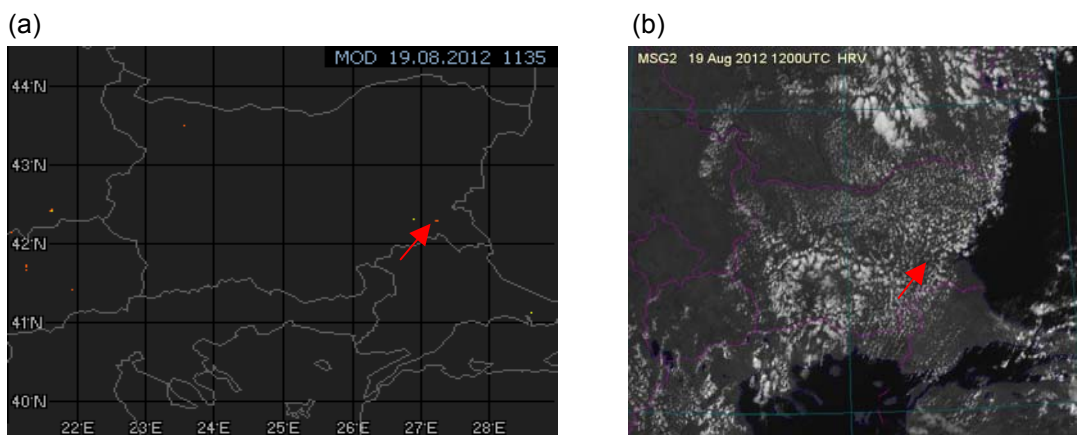 (a)
(b)
MOD 19.08.2012 1135
MSG2 19 Aug 2012 1200UTC HRV
44°N
43°N
42°N
41°N
40°N
22°E 23°E 24°E 25°E 26°E 27°E 28°E